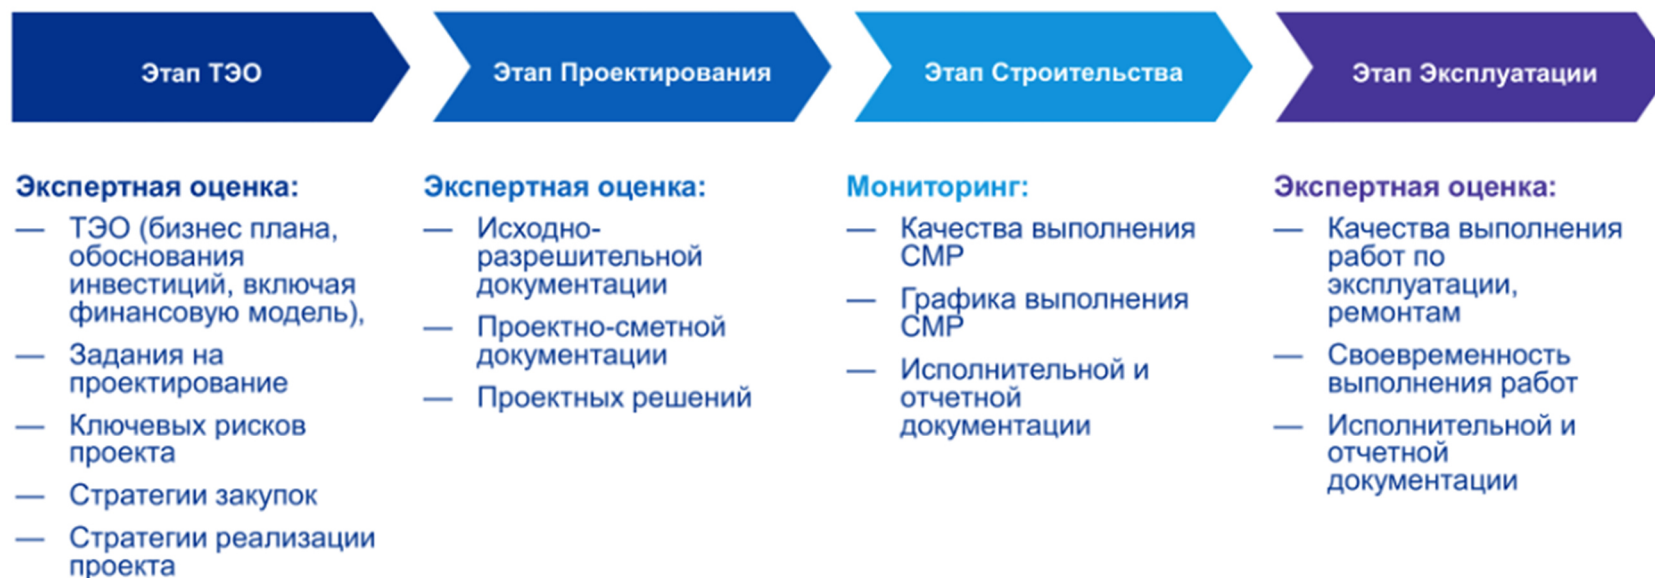 Этап ТЭО
Этап Проектирования
Этап Строительства
Этап Эксплуатации
Экспертная оценка:
— ТЭО (бизнес плана,
обоснования
инвестиций, включая
финансовую модель),
— Задания на
проектирование
— Ключевых рисков
проекта
— Стратегии закупок
— Стратегии реализации
проекта
Экспертная оценка:
— Исходно-
разрешительной
документации
— Проектно-сметной
документации
— Проектных решений
Мониторинг:
— Качества выполнения
СМР
— Графика выполнения
СМР
— Исполнительной и
отчетной
документации
Экспертная оценка:
— Качества выполнения
работ по
эксплуатации,
ремонтам
— Своевременность
выполнения работ
— Исполнительной и
отчетной
документации